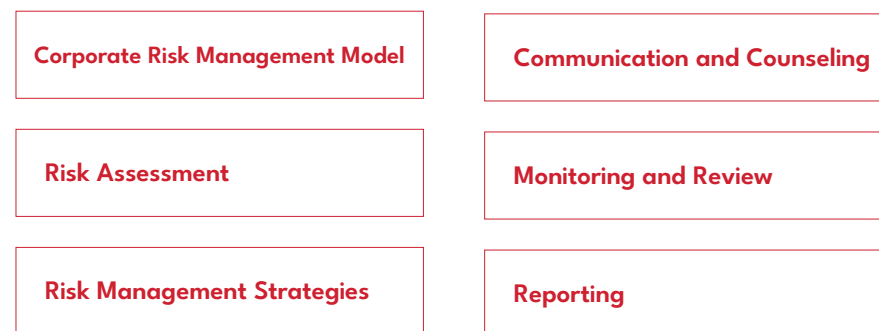 Corporate Risk Management Model
Risk Assessment
Risk Management Strategies
Communication and Counseling
Monitoring and Review
Reporting